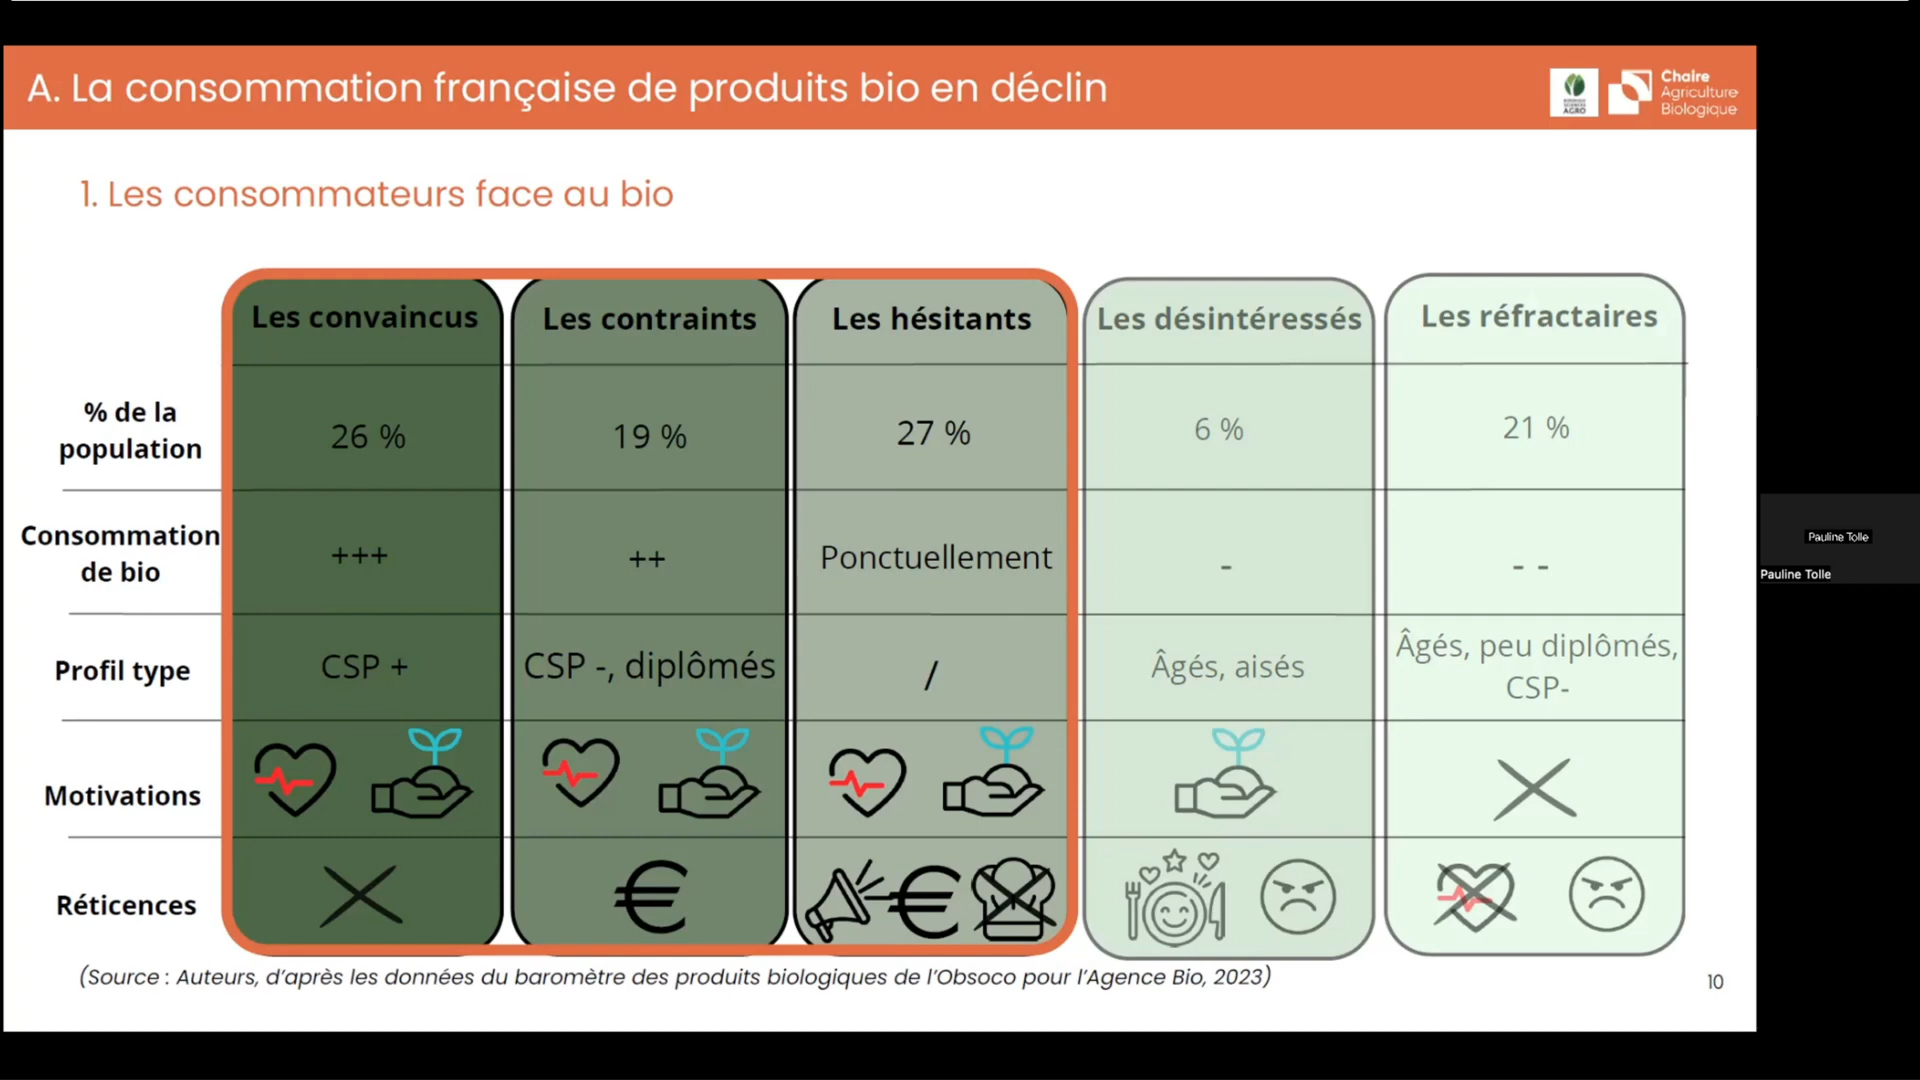 A. La consommation française de produits bio en déclin
Chaire
Agriculture
Biologique
AGRO
1. Les consommateurs face au bio
Les convaincus
Les contraints
Les hésitants
Les désintéressés
Les réfractaires
% de la
population
26 %
19 %
27 %
6 %
21 %
Consommation
de bio
+++
++
Ponctuellement
-
- -
Profil type
CSP +
CSP -, diplômés
/
Âgés, aisés
Âgés, peu diplômés,
CSP-
Motivations
Réticences
€
€
(Source : Auteurs, d'après les données du baromètre des produits biologiques de l'Obsoco pour l'Agence Bio, 2023)
10
Pauline Tolle
Pauline Tolle